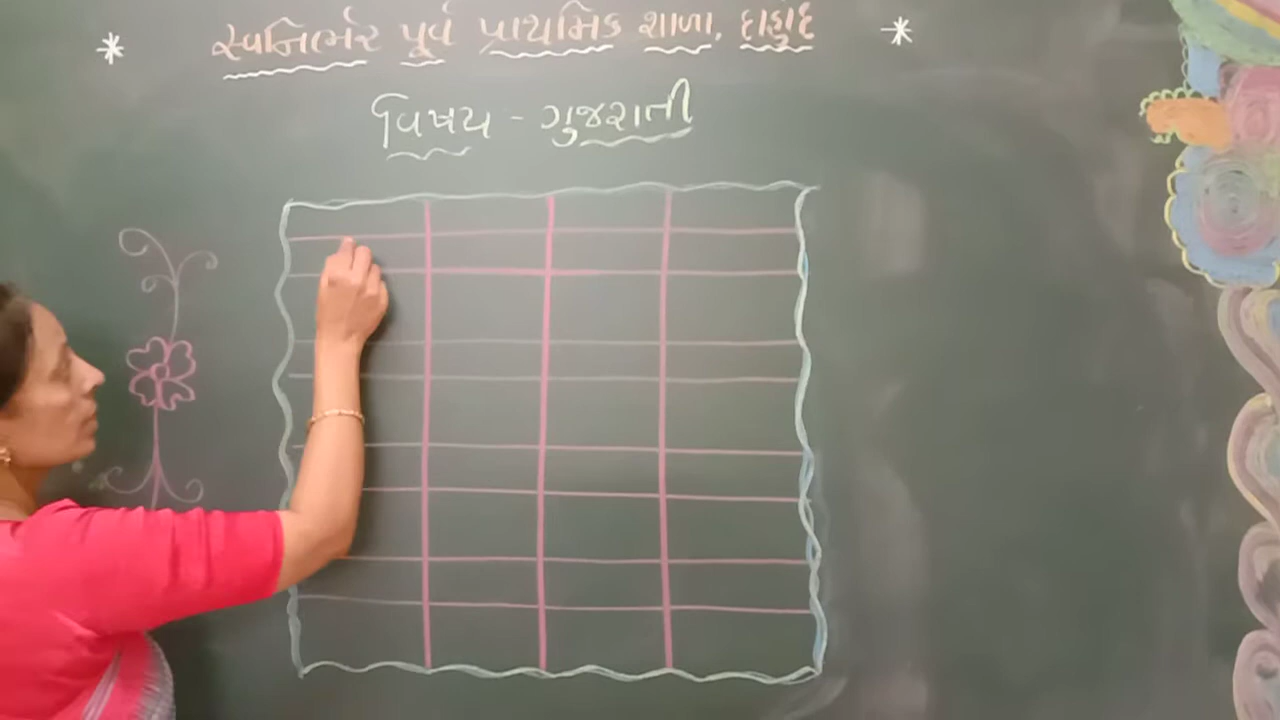 * સ્વનિર્ભર પૂર્વ પ્રાથમિક શાળા, દાહોદ *
વિષય - ગુજરાતી